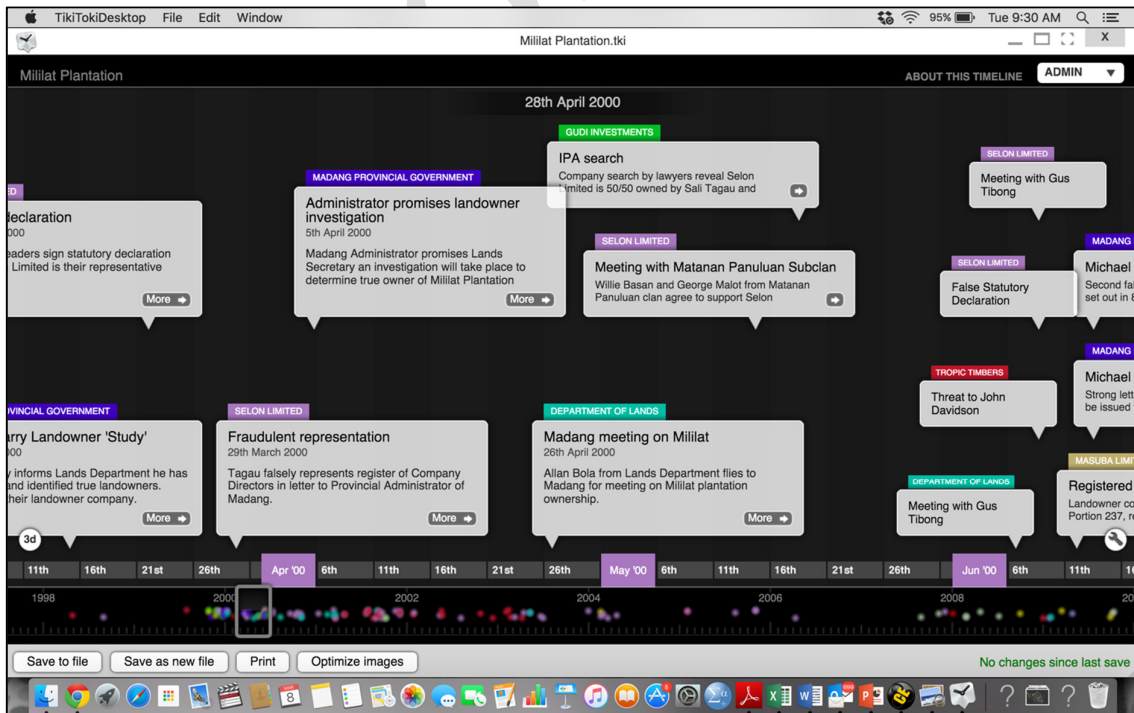 TikiTokiDesktop File Edit Window 95% Tue 9:30 AM
Mililat Plantation.tki X
Mililat Plantation ABOUT THIS TIMELINE ADMIN
28th April 2000
GUDI INVESTMENTS
IPA search
Company search by lawyers reveal Selon
Limited is 50/50 owned by Sali Tagau and
SELON LIMITED
Meeting with Gus
Tibong
MADANG PROVINCIAL GOVERNMENT
Administrator promises landowner
investigation
5th April 2000
Madang Administrator promises Lands
Secretary an investigation will take place to
determine true owner of Mililat Plantation
More
ED
declaration
000
eaders sign statutory declaration
Limited is their representative
More
SELON LIMITED
Meeting with Matanan Panuluan Subclan
Willie Basan and George Malot from Matanan
Panuluan clan agree to support Selon
SELON LIMITED
False Statutory
Declaration
MADANG
Michael
Second fal
set out in 8
TROPIC TIMBERS
Threat to John
Davidson
MADANG
Michael
Strong lett
be issued
OVINCIAL GOVERNMENT
arry Landowner 'Study'
000
y informs Lands Department he has
and identified true landowners.
heir landowner company.
More
SELON LIMITED
Fraudulent representation
29th March 2000
Tagau falsely represents register of Company
Directors in letter to Provincial Administrator of
Madang.
More
DEPARTMENT OF LANDS
Madang meeting on Mililat
26th April 2000
Allan Bola from Lands Department flies to
Madang for meeting on Mililat plantation
ownership.
More
DEPARTMENT OF LANDS
Meeting with Gus
Tibong
MASUBA LIMI
Registered
Landowner co
Portion 237, re
3d
11th 16th 21st 26th Apr '00 6th 11th 16th 21st 26th May '00 6th 11th 16th 21st 26th Jun '00 6th 11th 16
1998 2000 2002 2004 2006 2008 20
Save to file Save as new file Print Optimize images No changes since last save